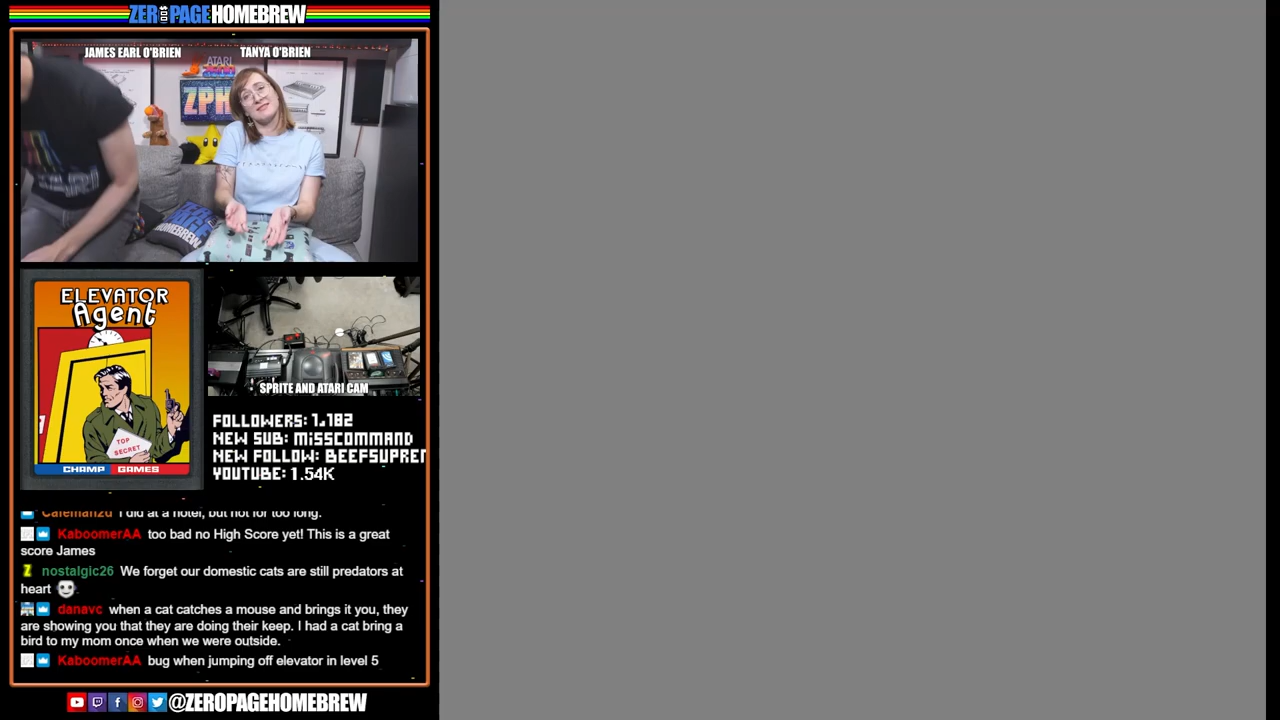 ZEROPAGEHOMEBREW
JAMES EARL O'BRIEN
TANYA O'BRIEN
ATARI
ZPH
ZERO
PAGE
HOMEBREW
ELEVATOR
Agent
TOP
SECRET
CHAMP GAMES
SPRITE AND ATARI CAM
FOLLOWERS: 1,182
NEW SUB: MISSCOMMAND
NEW FOLLOW: BEEFSUPREM
YOUTUBE: 1.54K
Cafeman2d I did at a hotel, but not for too long.
KaboomerAA too bad no High Score yet! This is a great
score James
nostalgic26 We forget our domestic cats are still predators at
heart
danavc when a cat catches a mouse and brings it you, they
are showing you that they are doing their keep. I had a cat bring a
bird to my mom once when we were outside.
KaboomerAA bug when jumping off elevator in level 5
@ZEROPAGEHOMEBREW